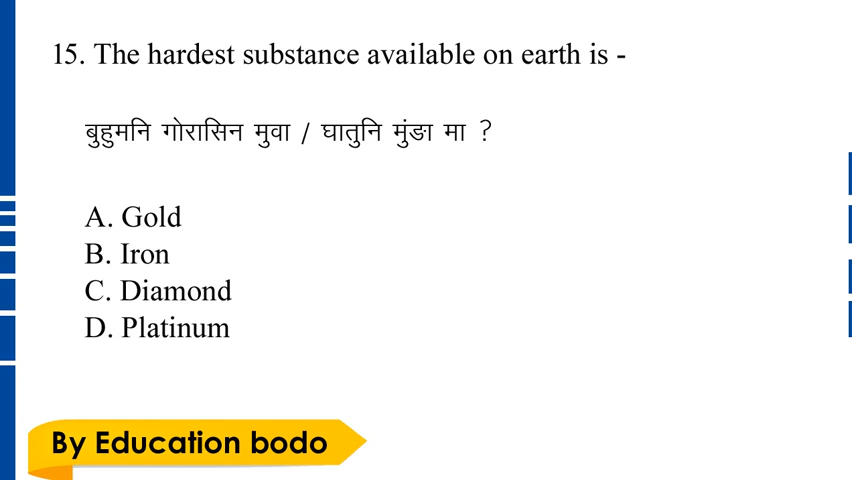 15. The hardest substance available on earth is -
बुहुमनि गोरासिन मुवा / घातुनि मुंङा मा ?
A. Gold
B. Iron
C. Diamond
D. Platinum
By Education bodo